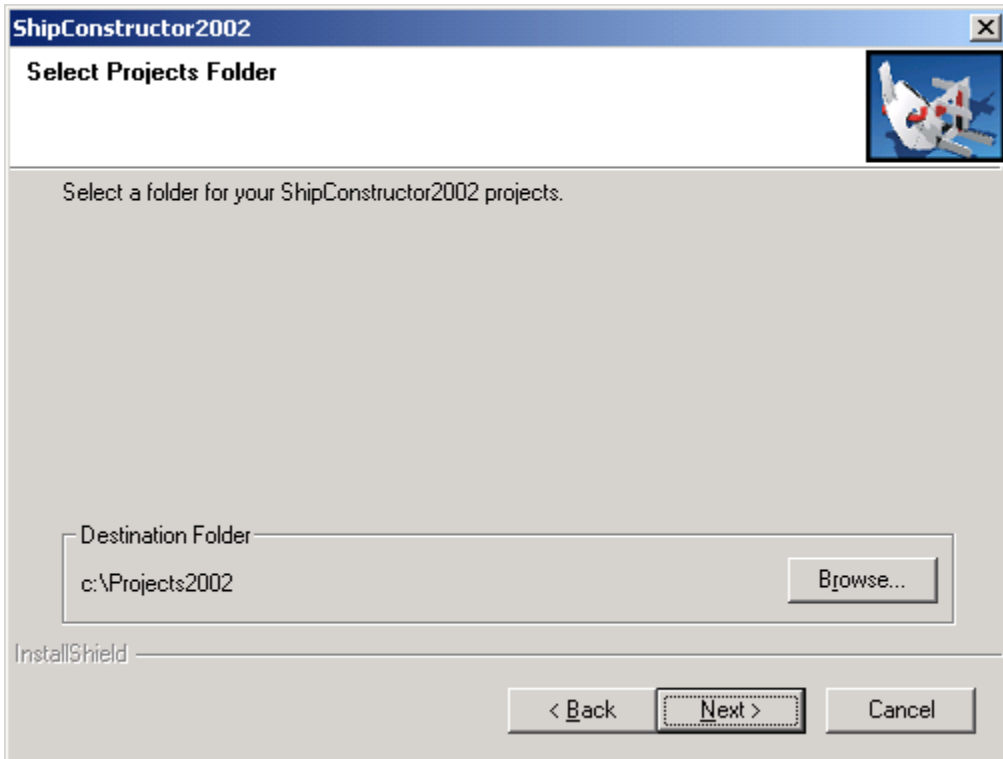 ShipConstructor2002
Select Projects Folder
Select a folder for your ShipConstructor2002 projects.
Destination Folder
c:\Projects2002
Browse...
InstallShield
< Back
Next >
Cancel